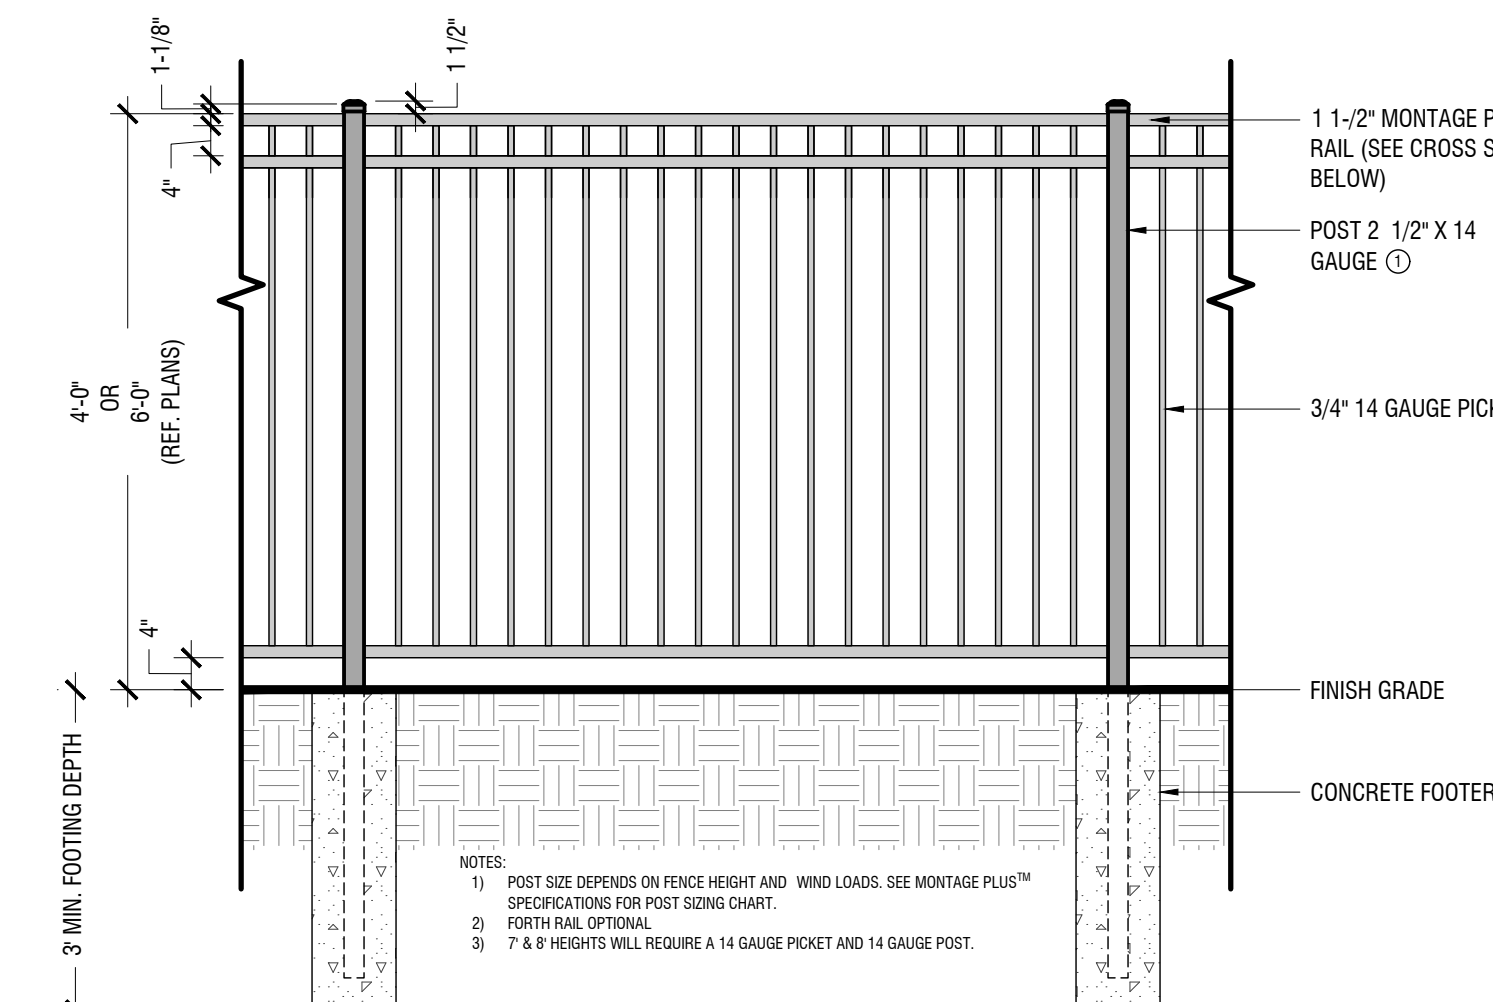 1-1/8"
1 1/2"
4"
4'-0"
OR
6'-0"
(REF. PLANS)
4"
3' MIN. FOOTING DEPTH
1 1-/2" MONTAGE P
RAIL (SEE CROSS S
BELOW)
POST 2 1/2" X 14
GAUGE ①
3/4" 14 GAUGE PICK
FINISH GRADE
CONCRETE FOOTER
NOTES:
1) POST SIZE DEPENDS ON FENCE HEIGHT AND WIND LOADS. SEE MONTAGE PLUS™
SPECIFICATIONS FOR POST SIZING CHART.
2) FORTH RAIL OPTIONAL
3) 7' & 8' HEIGHTS WILL REQUIRE A 14 GAUGE PICKET AND 14 GAUGE POST.